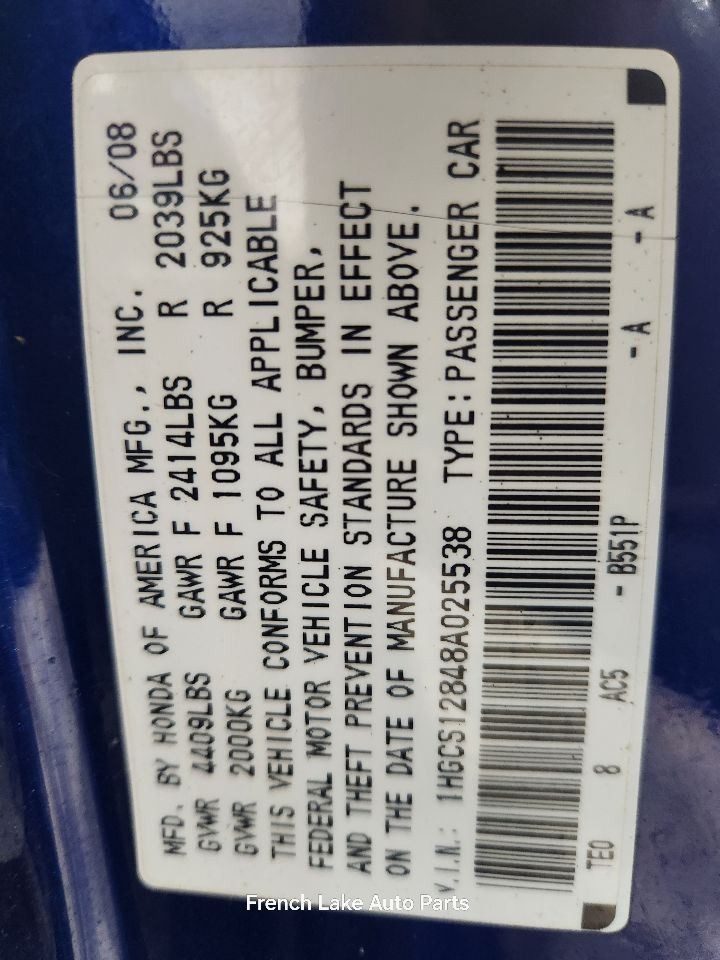 MFD. BY HONDA OF AMERICA MFG., INC. 06/08
GVWR 4409LBS GAWR F 2414LBS R 2039LBS
GVWR 2000KG GAWR F 1095KG R 925KG
THIS VEHICLE CONFORMS TO ALL APPLICABLE
FEDERAL MOTOR VEHICLE SAFETY, BUMPER,
AND THEFT PREVENTION STANDARDS IN EFFECT
ON THE DATE OF MANUFACTURE SHOWN ABOVE.
V.I.N.: 1HGCS12848A025538 TYPE:PASSENGER CAR
TE0 8 AC5 - B551P - A - A
French Lake Auto Parts